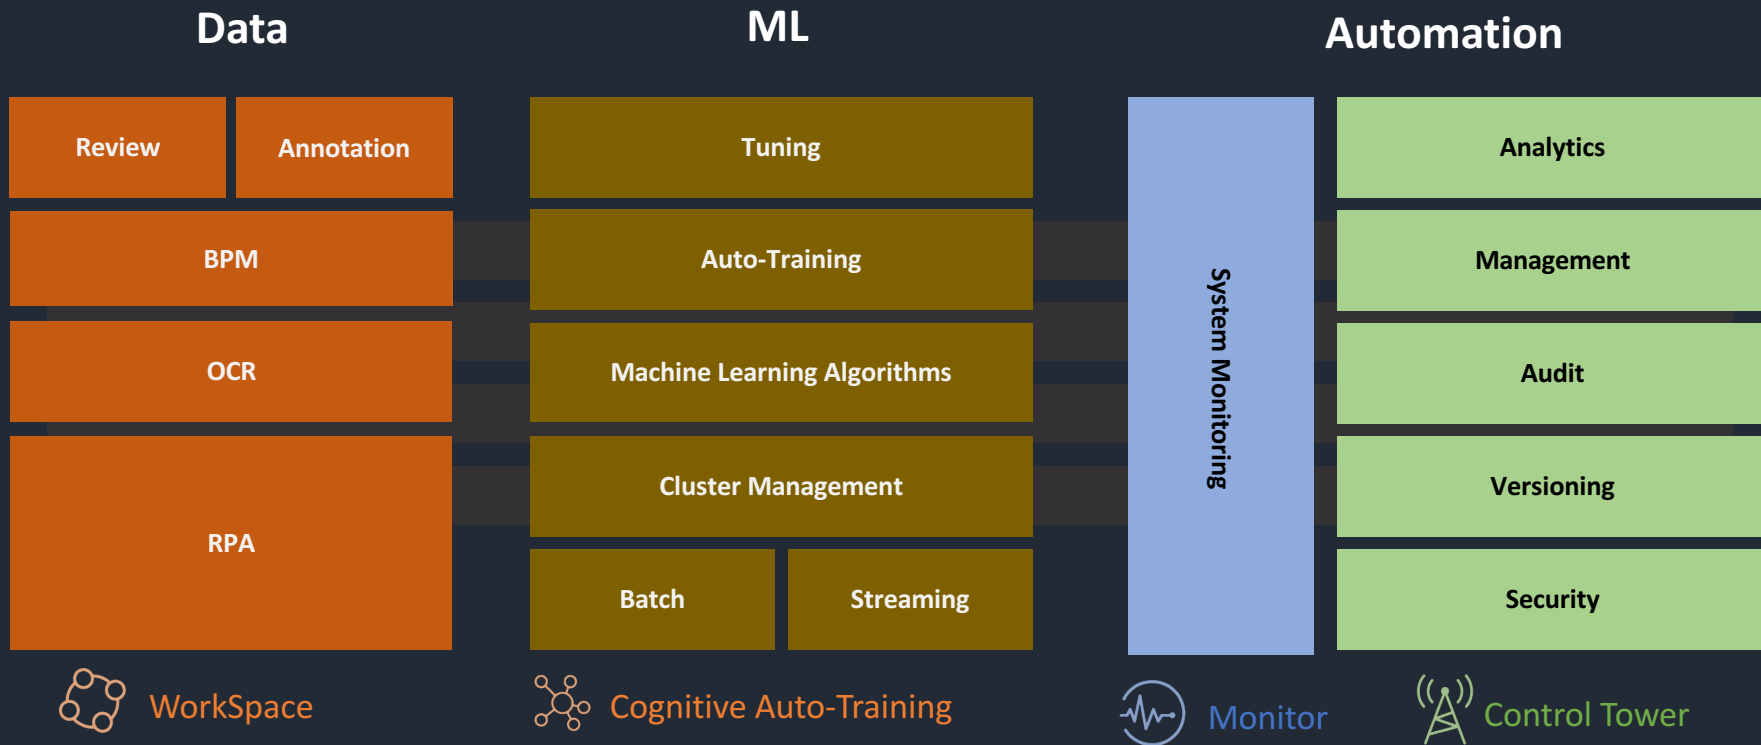 Data
ML
Automation
Review
Annotation
BPM
OCR
RPA
Tuning
Auto-Training
Machine Learning Algorithms
Cluster Management
Batch
Streaming
System Monitoring
Analytics
Management
Audit
Versioning
Security
WorkSpace
Cognitive Auto-Training
Monitor
Control Tower